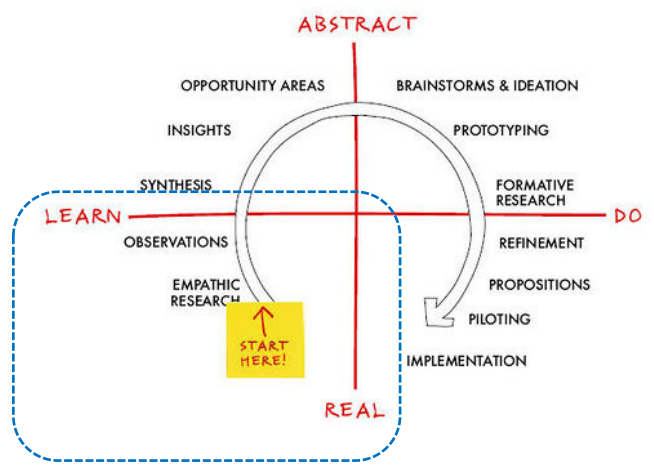 ABSTRACT
OPPORTUNITY AREAS
BRAINSTORMS & IDEATION
INSIGHTS
PROTOTYPING
SYNTHESIS
FORMATIVE
RESEARCH
LEARN
DO
OBSERVATIONS
REFINEMENT
EMPATHIC
RESEARCH
PROPOSITIONS
PILOTING
START
HERE!
IMPLEMENTATION
REAL